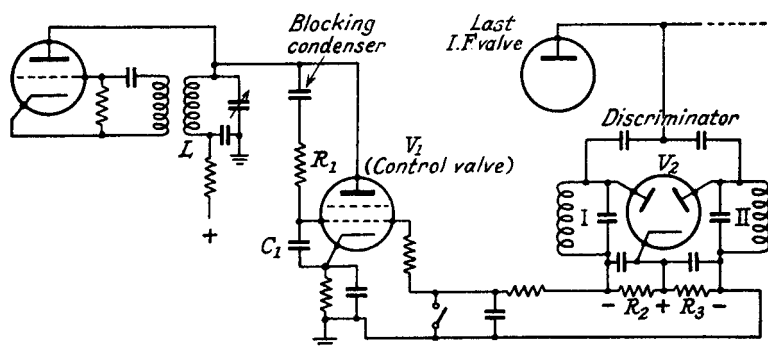 Blocking
condenser
Last
I.F. valve
Discriminator
L
R₁
V₁
(Control valve)
V₂
I
II
C₁
+
- R₂ + R₃ -